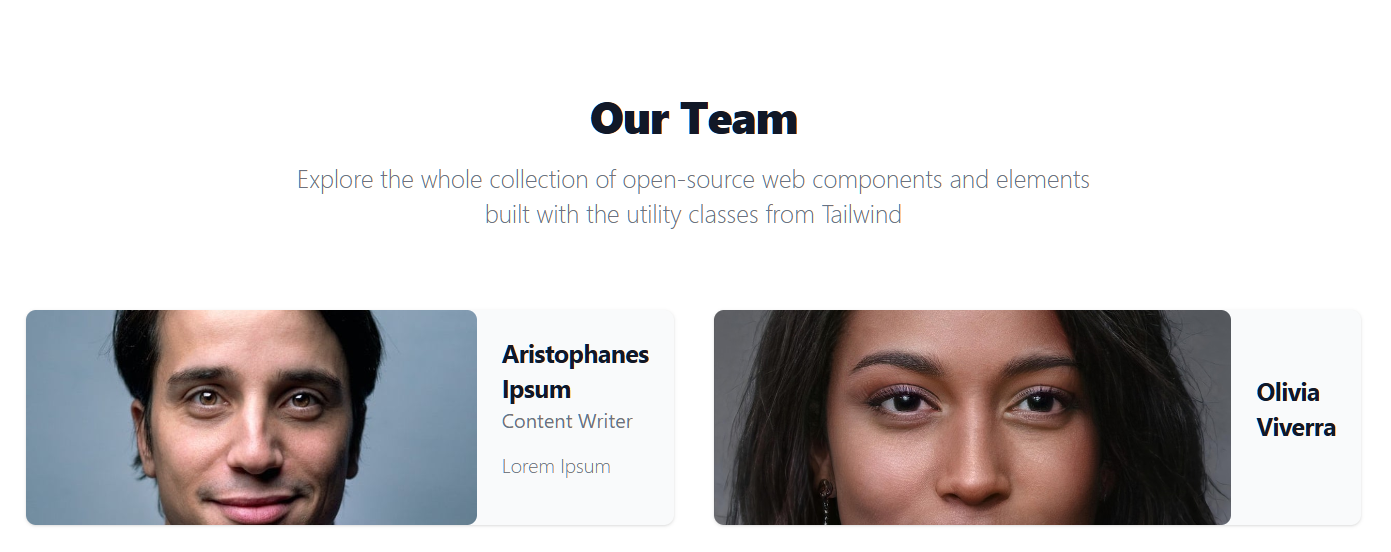 Our Team
Explore the whole collection of open-source web components and elements
built with the utility classes from Tailwind
Aristophanes
Ipsum
Content Writer
Lorem Ipsum
Olivia
Viverra